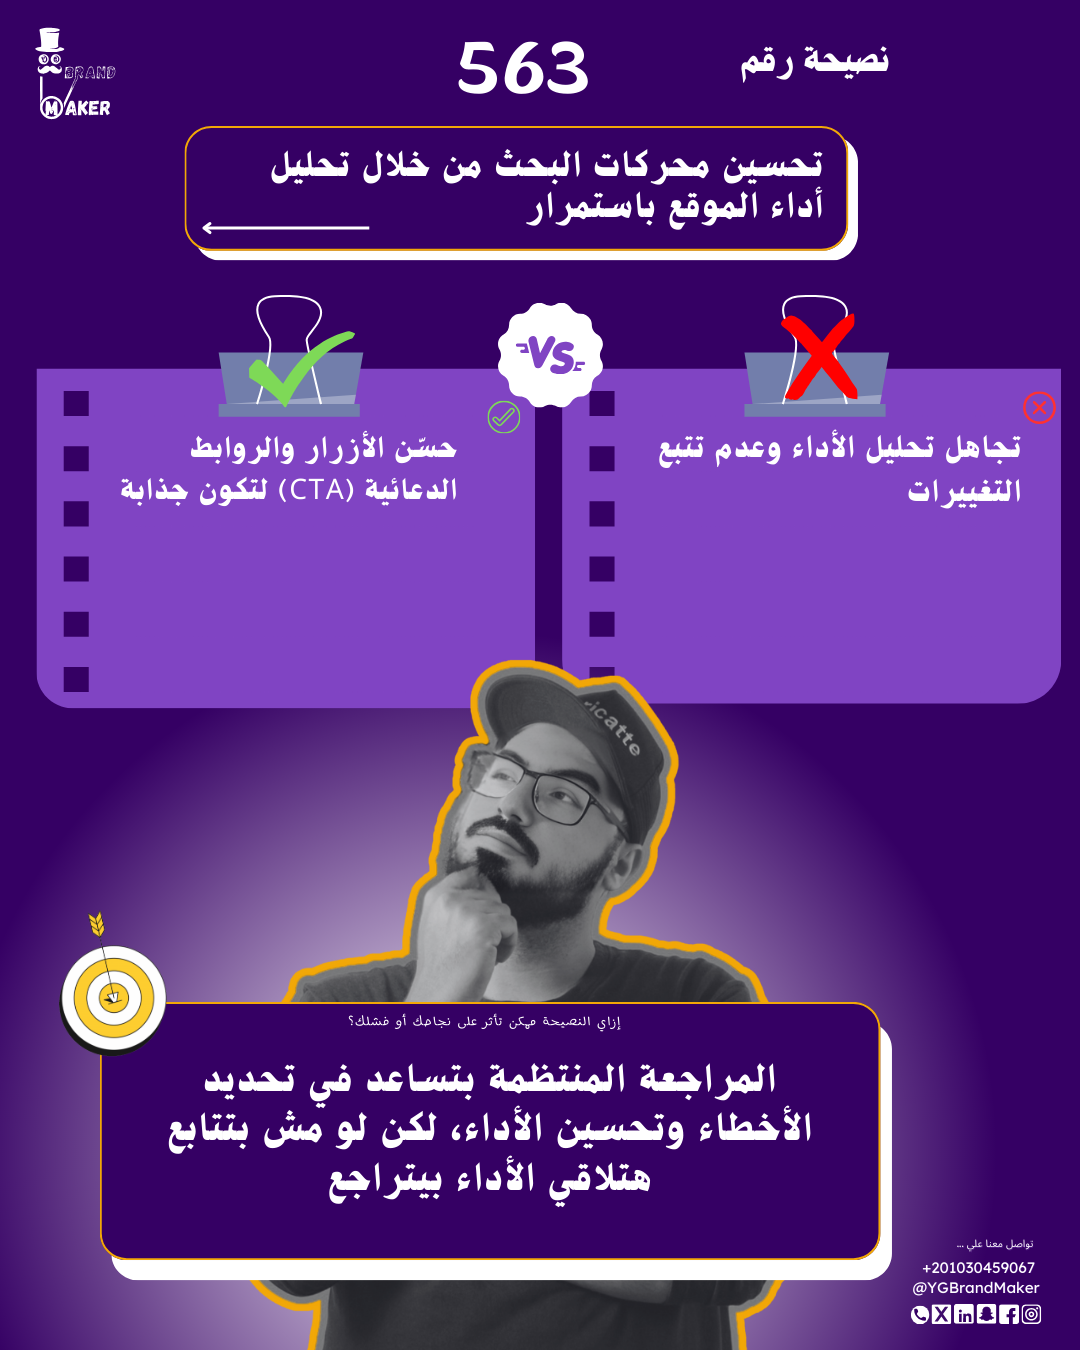 BRAND
MAKER
نصيحة رقم
563
تحسين محركات البحث من خلال تحليل
أداء الموقع باستمرار
VS
تجاهل تحليل الأداء وعدم تتبع
التغييرات
حسّن الأزرار والروابط
الدعائية (CTA) لتكون جذابة
icatte
إزاي النصيحة ممكن تأثر على نجاحك أو فشلك؟
المراجعة المنتظمة بتساعد في تحديد
الأخطاء وتحسين الأداء، لكن لو مش بتتابع
هتلاقي الأداء بيتراجع
تواصل معنا علي ...
+201030459067
@YGBrandMaker